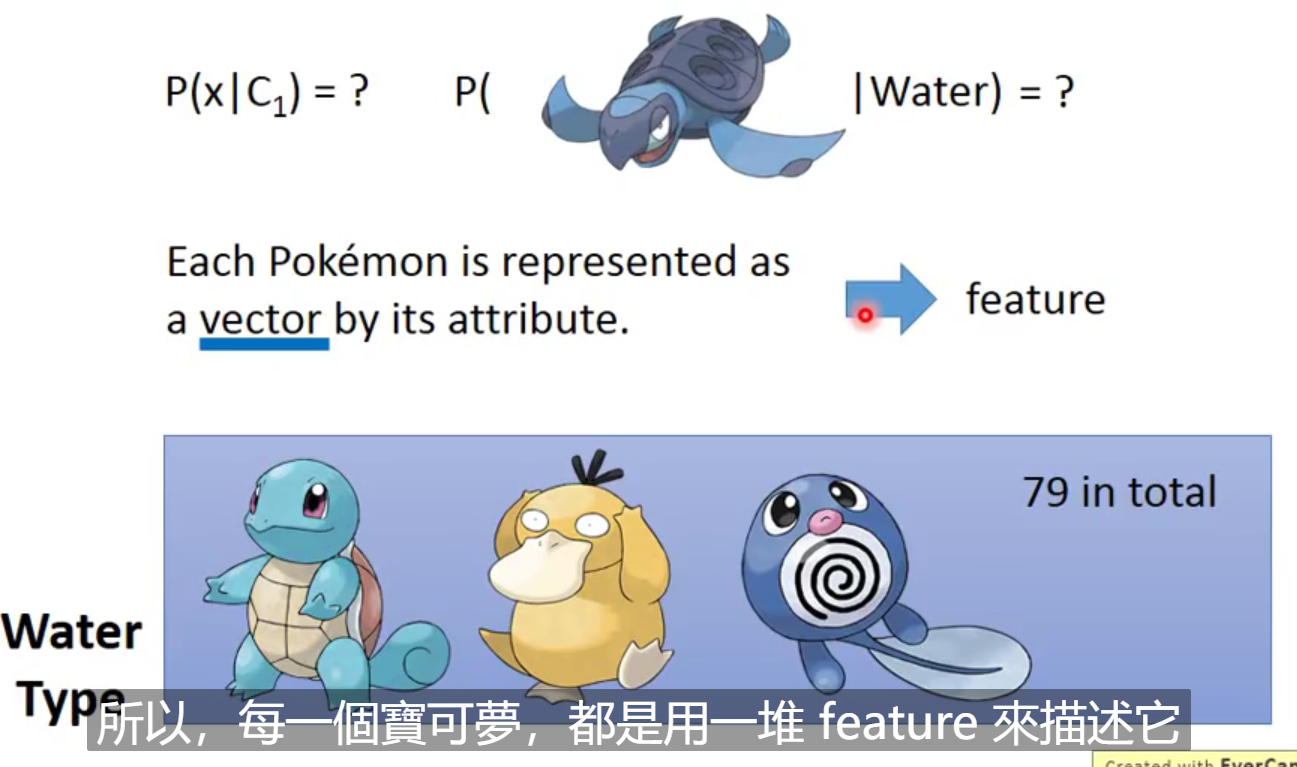 P(x|C₁) = ? P( |Water) = ?
Each Pokémon is represented as
a vector by its attribute.
feature
79 in total
Water
Type
所以，每一個寶可夢，都是用一堆 feature 來描述它
Created with EverCam